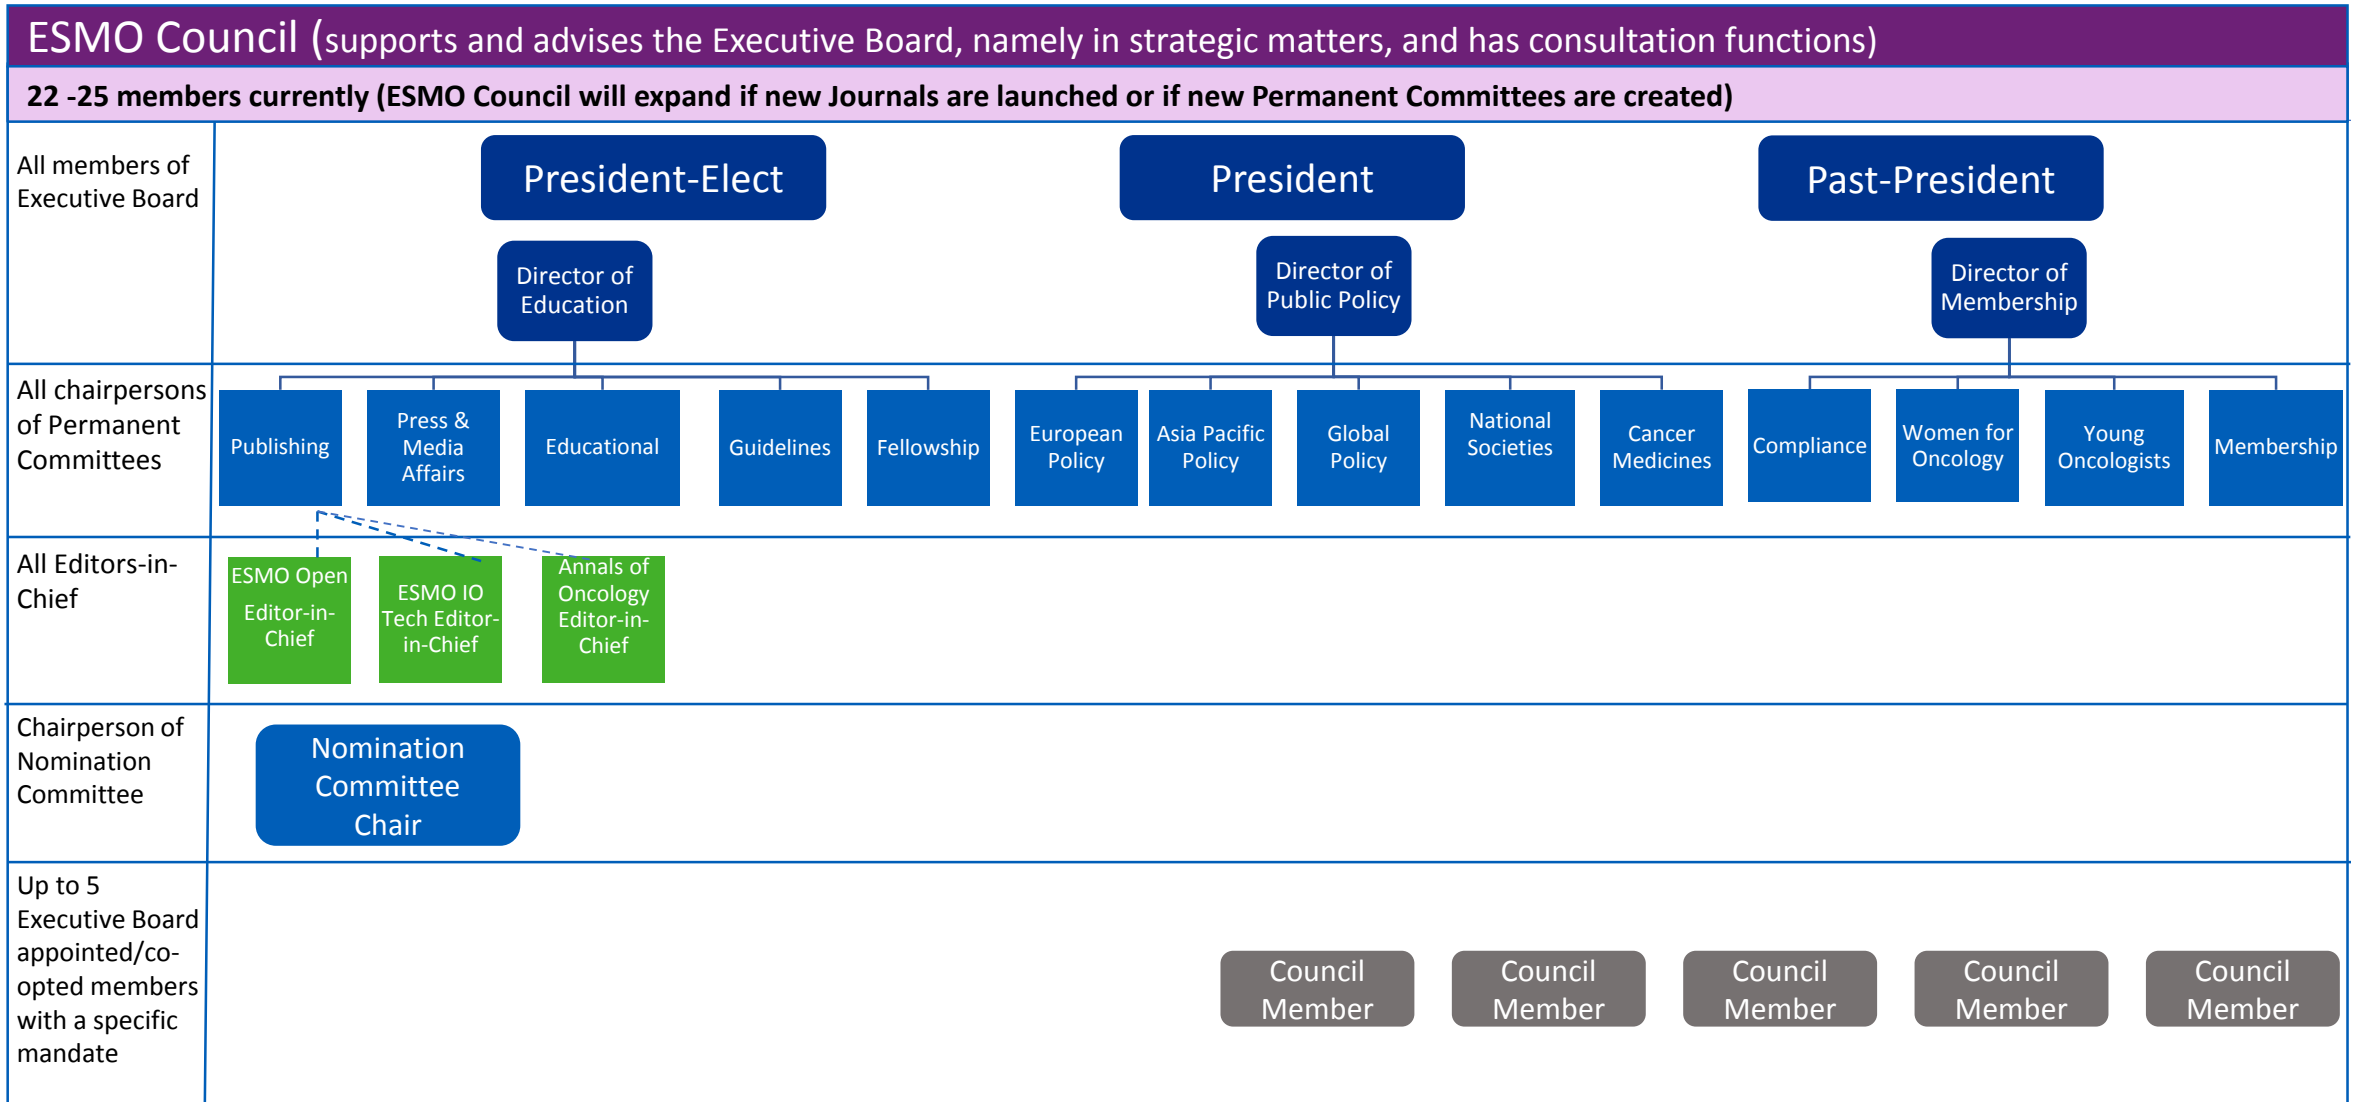 ESMO Council (supports and advises the Executive Board, namely in strategic matters, and has consultation functions)
22 -25 members currently (ESMO Council will expand if new Journals are launched or if new Permanent Committees are created)
All members of
Executive Board
President-Elect
President
Past-President
Director of
Education
Director of
Public Policy
Director of
Membership
All chairpersons
of Permanent
Committees
Publishing
Press &
Media
Affairs
Educational
Guidelines
Fellowship
European
Policy
Asia Pacific
Policy
Global
Policy
National
Societies
Cancer
Medicines
Compliance
Women for
Oncology
Young
Oncologists
Membership
All Editors-in-
Chief
ESMO Open
Editor-in-
Chief
ESMO IO
Tech Editor-
in-Chief
Annals of
Oncology
Editor-in-
Chief
Chairperson of
Nomination
Committee
Nomination
Committee
Chair
Up to 5
Executive Board
appointed/co-
opted members
with a specific
mandate
Council
Member
Council
Member
Council
Member
Council
Member
Council
Member